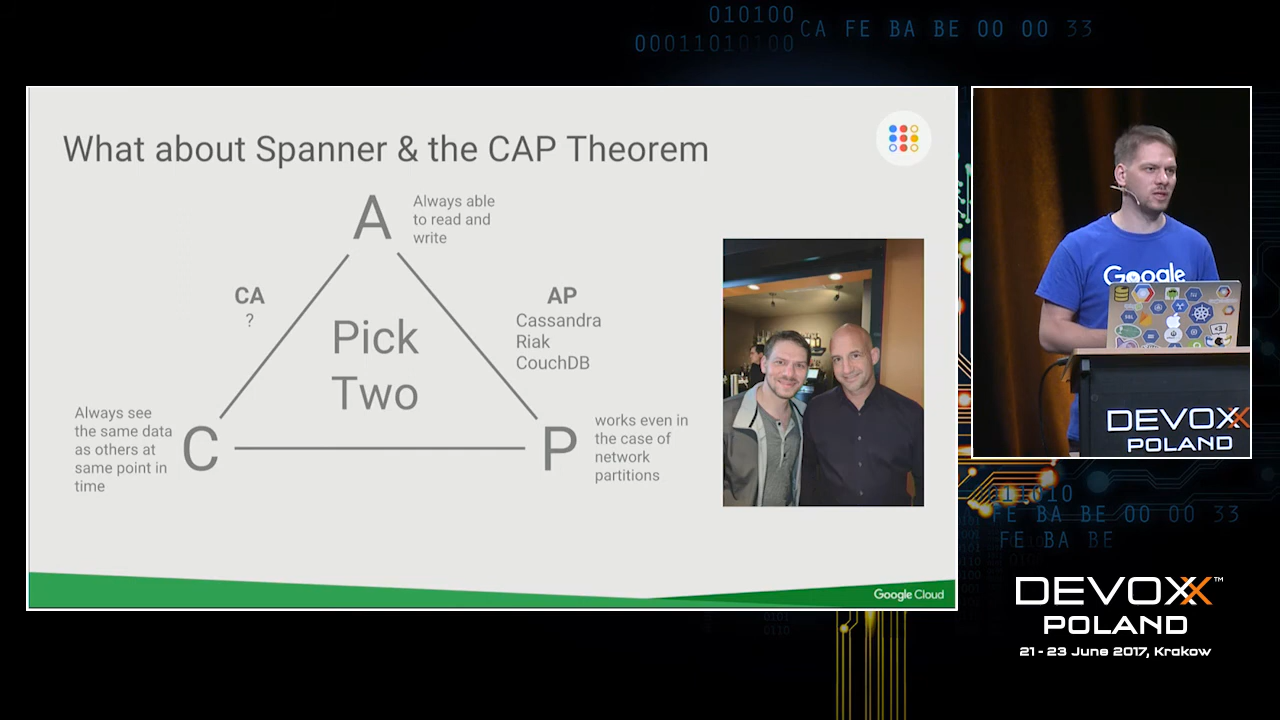 010100
00011010100
CA FE BA BE 00 00 33
What about Spanner & the CAP Theorem
A
Always able
to read and
write
CA
?
AP
Cassandra
Riak
CouchDB
Pick
Two
Always see
the same data
as others at
same point in
time
C
P
works even in
the case of
network
partitions
Google Cloud
Google
DEVOXX
POLAND
011010
FE BA BE 00 00 33
FE BA BE
DEVOXX™
POLAND
21 - 23 June 2017, Krakow